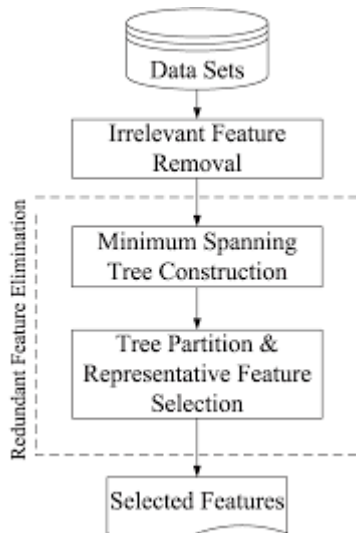 Data Sets
Irrelevant Feature
Removal
Redundant Feature Elimination
Minimum Spanning
Tree Construction
Tree Partition &
Representative Feature
Selection
Selected Features